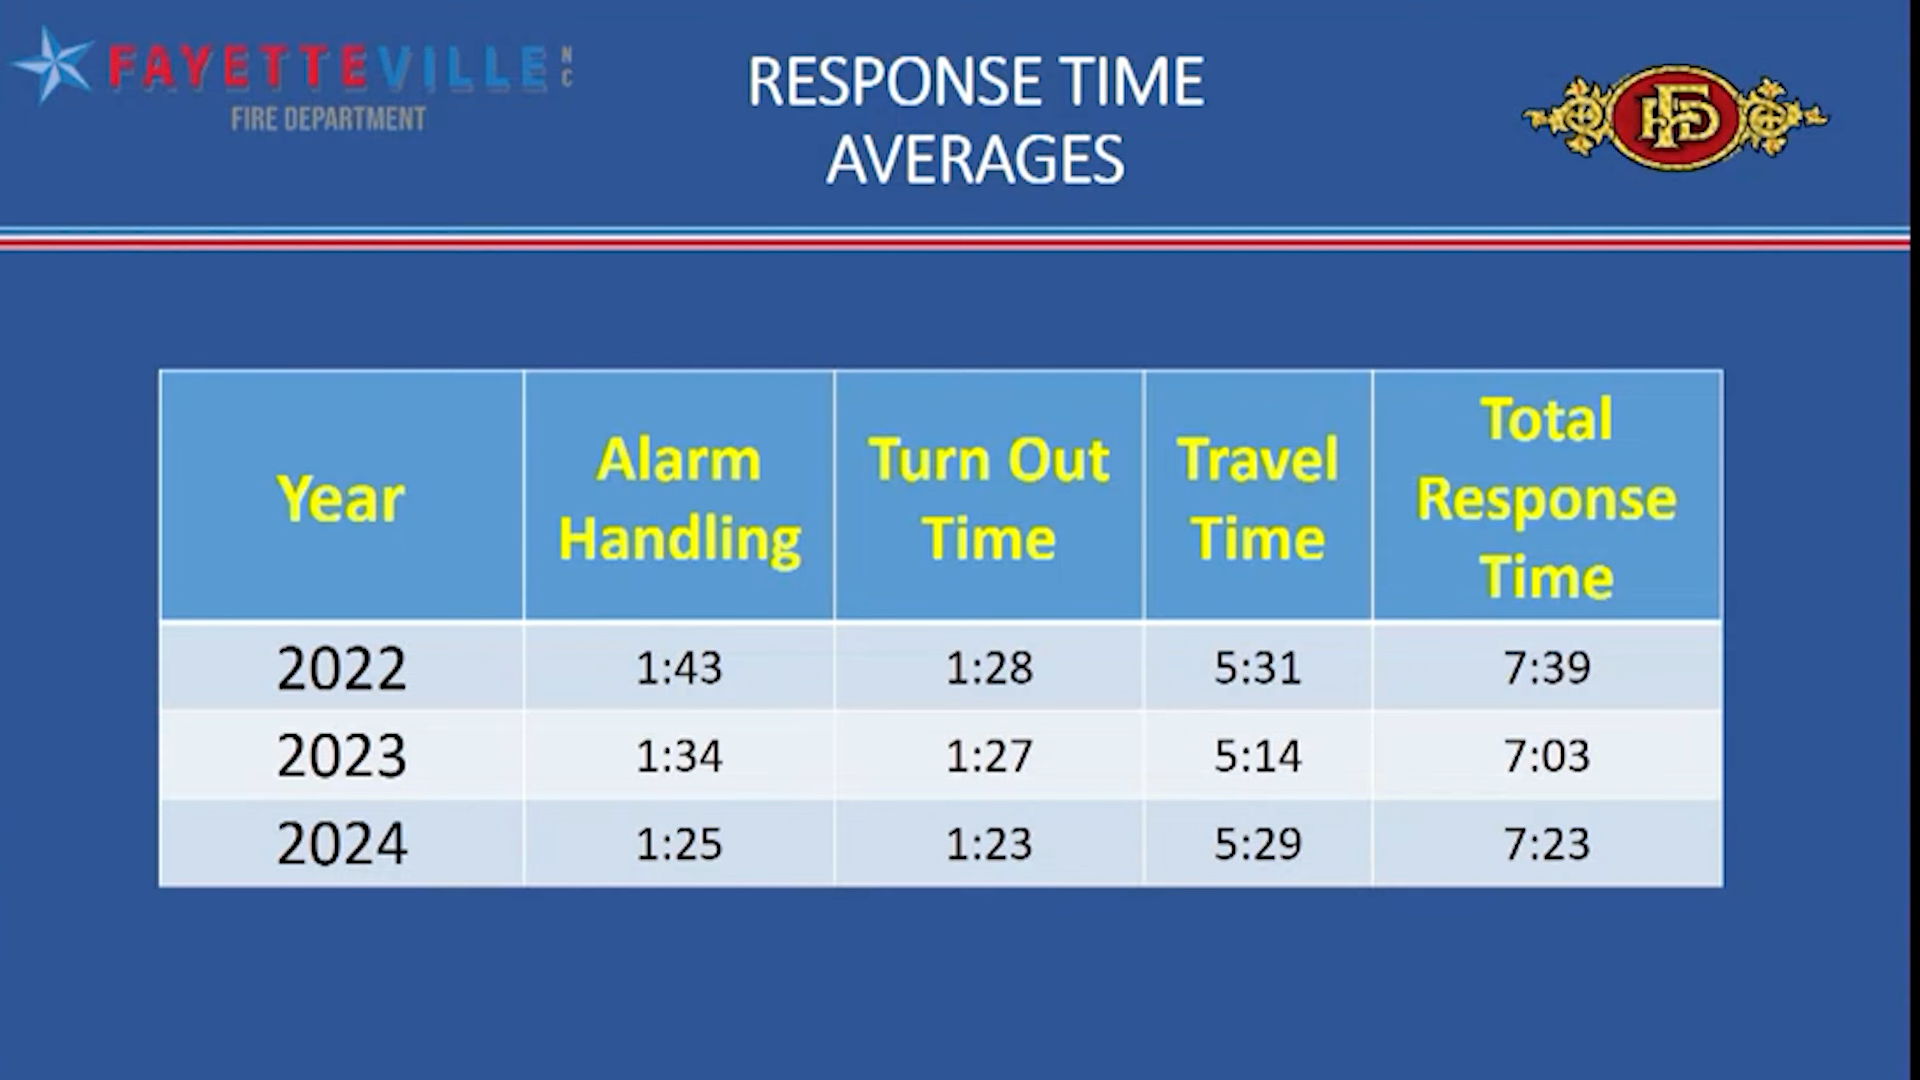 FAYETTEVILLE NC
FIRE DEPARTMENT
RESPONSE TIME
AVERAGES
FFD
Year
Alarm
Handling
Turn Out
Time
Travel
Time
Total
Response
Time
2022 1:43 1:28 5:31 7:39
2023 1:34 1:27 5:14 7:03
2024 1:25 1:23 5:29 7:23